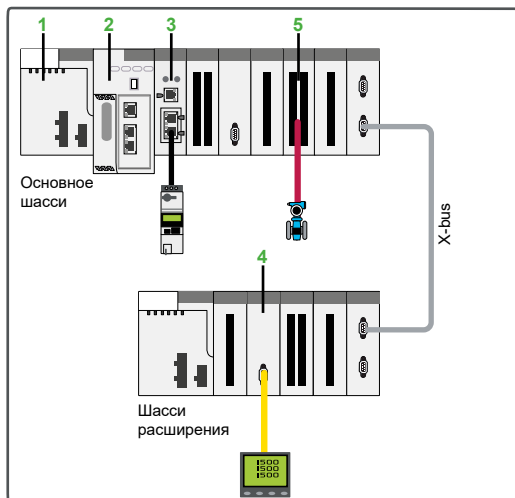 1 2 3 5
Основное
шасси
X-bus
4
Шасси
расширения
1500
1500
1500